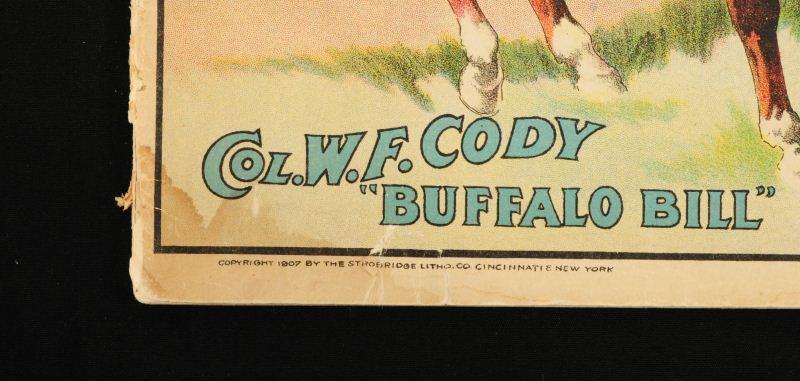 COL. W. F. CODY
"BUFFALO BILL"
COPYRIGHT 1907 BY THE STROBRIDGE LITHO. CO. CINCINNATI & NEW YORK